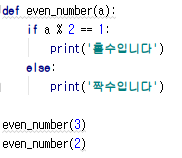 def even_number(a):
    if a % 2 == 1:
        print('홀수입니다')
    else:
        print('짝수입니다')
even_number(3)
even_number(2)